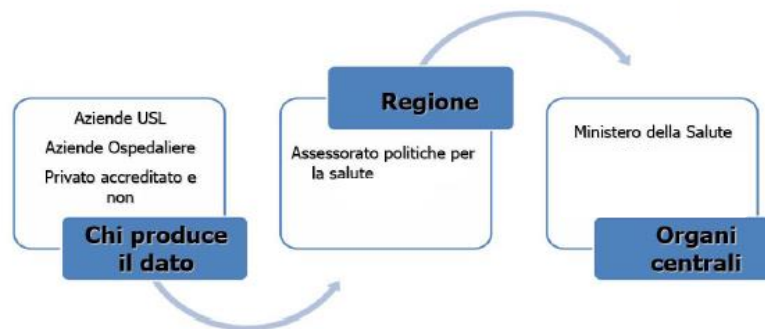 Aziende USL
Aziende Ospedaliere
Privato accreditato e
non
Chi produce
il dato
Regione
Assessorato politiche per
la salute
Ministero della Salute
Organi
centrali